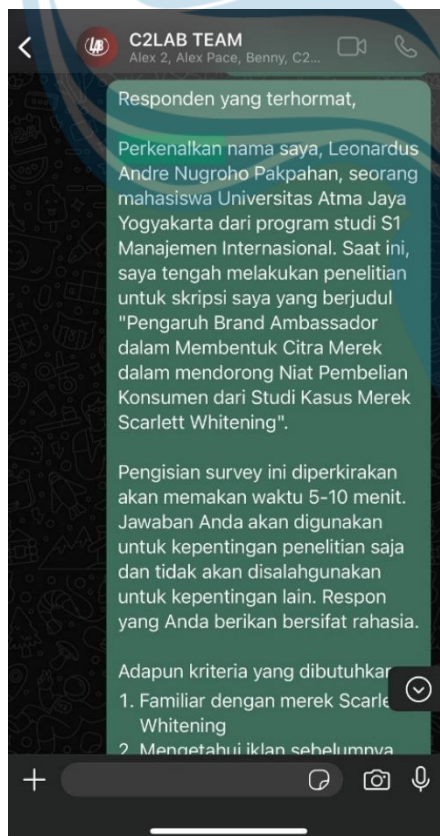 C2LAB TEAM
Alex 2, Alex Pace, Benny, C2...
Responden yang terhormat,
Perkenalkan nama saya, Leonardus
Andre Nugroho Pakpahan, seorang
mahasiswa Universitas Atma Jaya
Yogyakarta dari program studi S1
Manajemen Internasional. Saat ini,
saya tengah melakukan penelitian
untuk skripsi saya yang berjudul
"Pengaruh Brand Ambassador
dalam Membentuk Citra Merek
dalam mendorong Niat Pembelian
Konsumen dari Studi Kasus Merek
Scarlett Whitening".
Pengisian survey ini diperkirakan
akan memakan waktu 5-10 menit.
Jawaban Anda akan digunakan
untuk kepentingan penelitian saja
dan tidak akan disalahgunakan
untuk kepentingan lain. Respon
yang Anda berikan bersifat rahasia.
Adapun kriteria yang dibutuhkan
1. Familiar dengan merek Scarle
Whitening
2. Mengetahui iklan sebelumnya